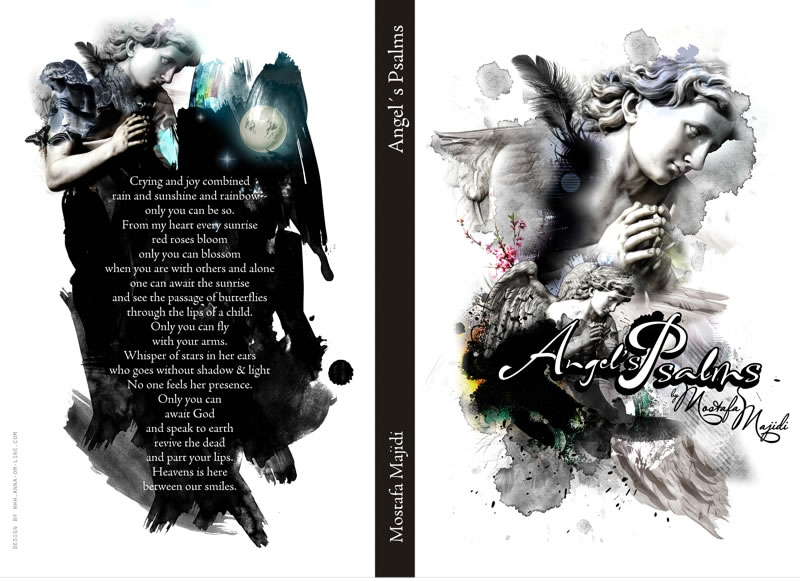 Crying and joy combined
rain and sunshine and rainbow~
only you can be so.
From my heart every sunrise
red roses bloom
only you can blossom
when you are with others and alone
one can await the sunrise
and see the passage of butterflies
through the lips of a child.
Only you can fly
with your arms.
Whisper of stars in her ears
who goes without shadow & light
No one feels her presence.
Only you can
await God
and speak to earth
revive the dead
and part your lips.
Heavens is here
between our smiles.
DESIGN BY WWW.ANNA-OM-LINE.COM
Angel´s Psalms
Mostafa Majidi
Angel's Psalms
by Mostafa Majidi